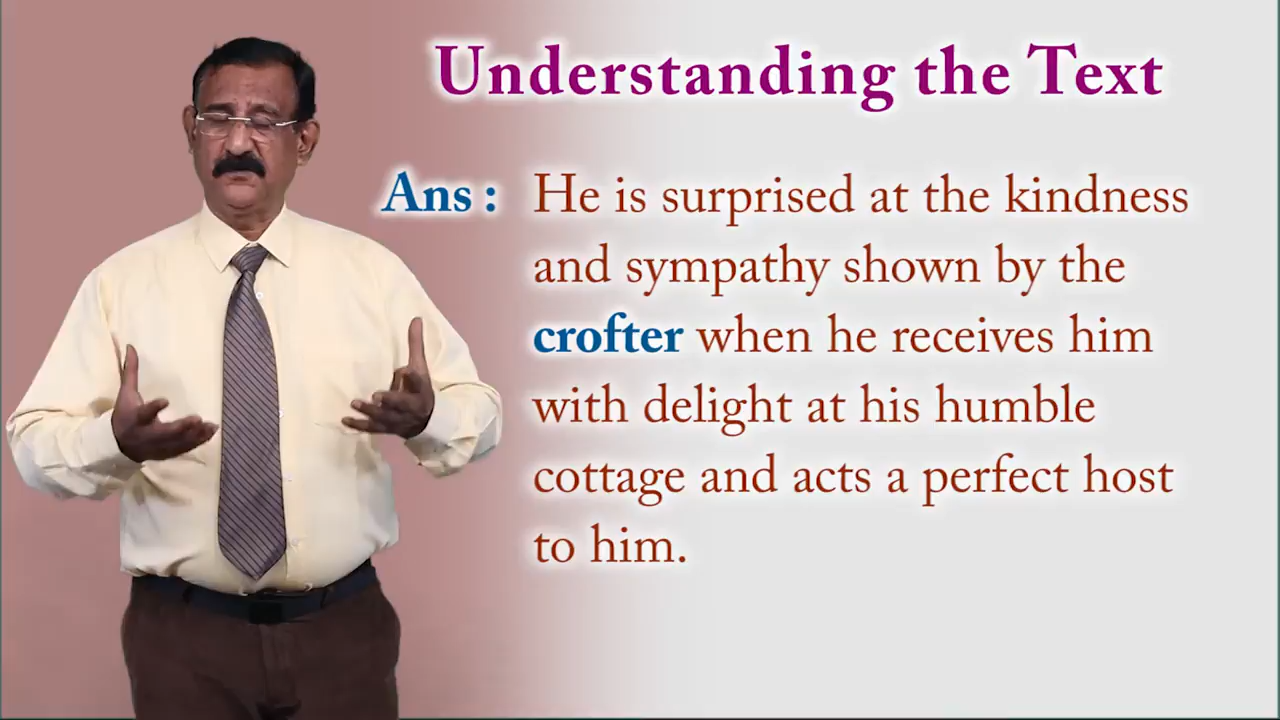 Understanding the Text
Ans : He is surprised at the kindness
and sympathy shown by the
crofter when he receives him
with delight at his humble
cottage and acts a perfect host
to him.